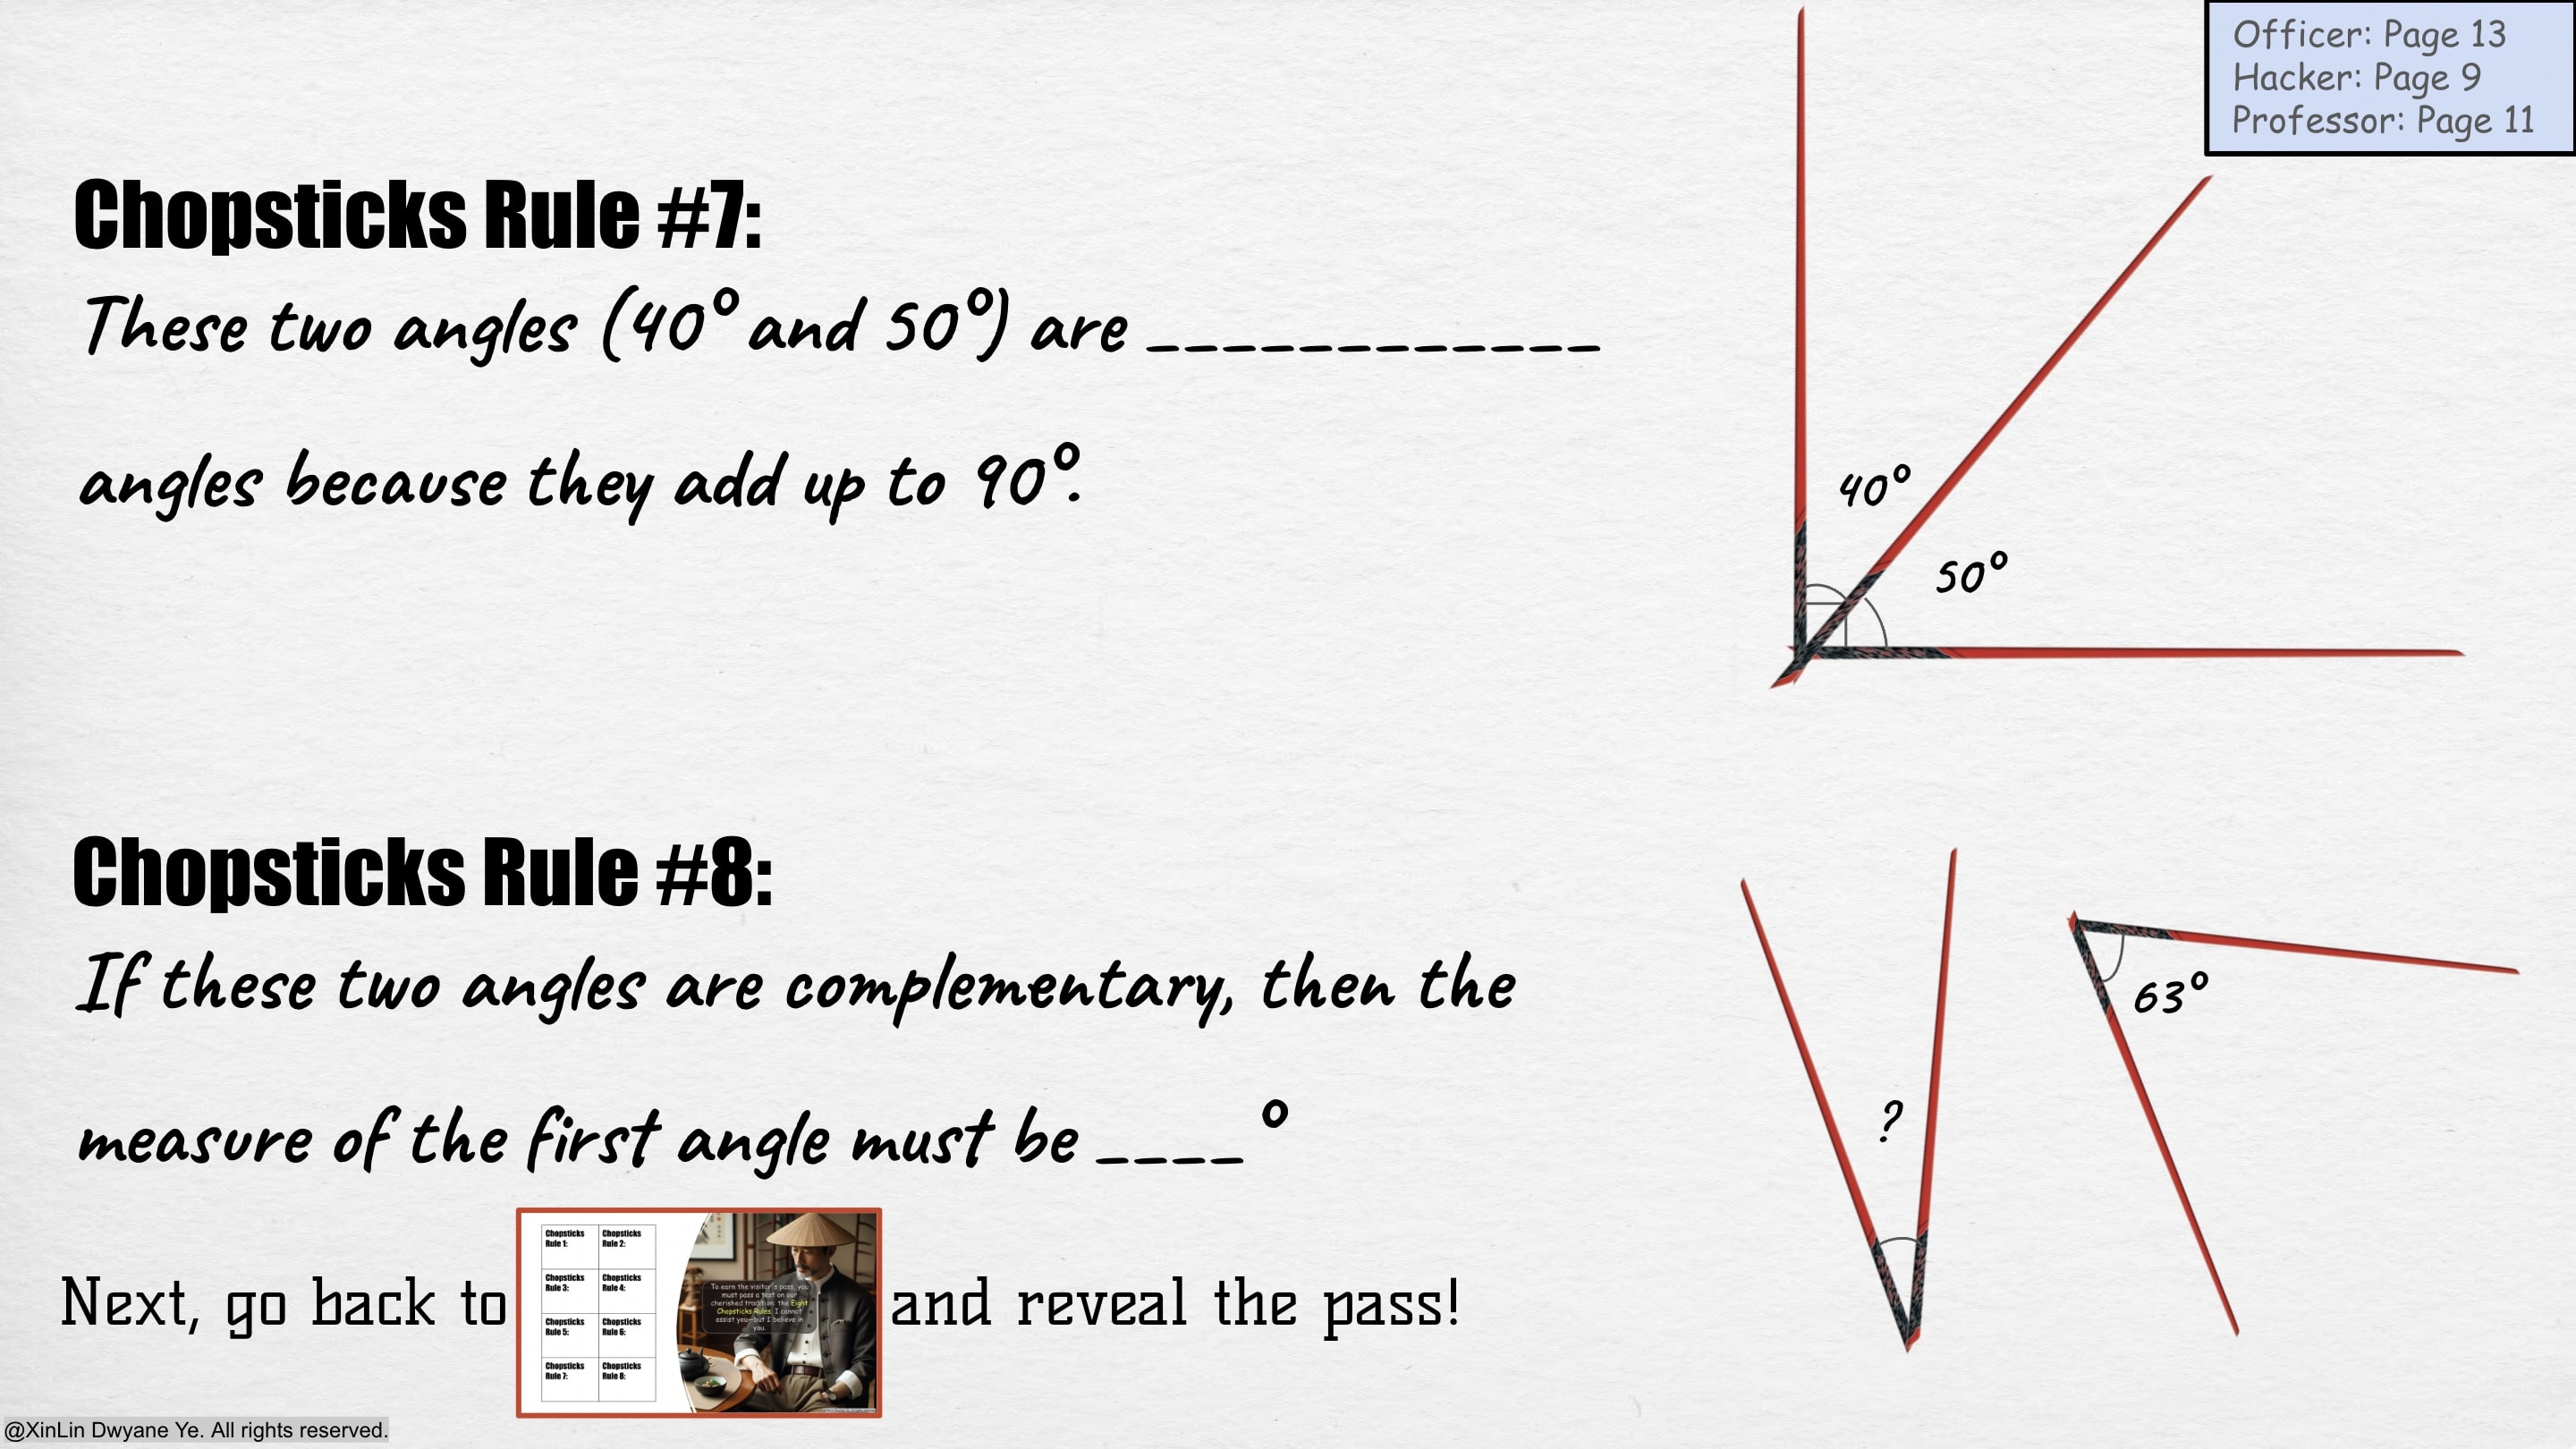 Officer: Page 13
Hacker: Page 9
Professor: Page 11
Chopsticks Rule #7:
These two angles (40° and 50°) are ____________
angles because they add up to 90°.
40°
50°
Chopsticks Rule #8:
If these two angles are complementary, then the
measure of the first angle must be ____°
?
63°
Next, go back to and reveal the pass!
Chopsticks Rule 1:
Chopsticks Rule 2:
Chopsticks Rule 3:
Chopsticks Rule 4:
Chopsticks Rule 5:
Chopsticks Rule 6:
Chopsticks Rule 7:
Chopsticks Rule 8:
To earn the visitor's pass, you
must pass a test on our
cherished tradition: the Eight
Chopsticks Rules. I cannot
assist you—but I believe in
you.
@XinLin Dwyane Ye. All rights reserved.